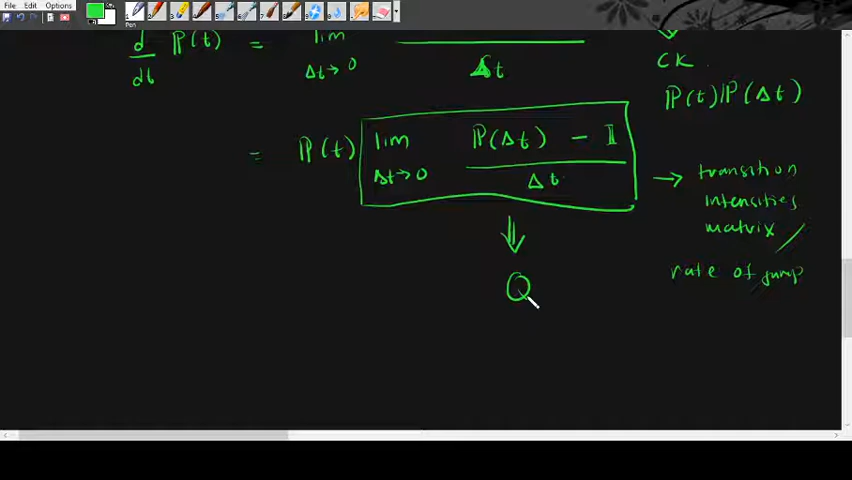 File Edit Options
Pen
d/dt P(t) = lim Δt→0 Δt
CK.
P(t)P(Δt)
= P(t) lim Δt→0 P(Δt) - I / Δt
→ transition
intensities
matrix /
rate of jump
⇓
Q